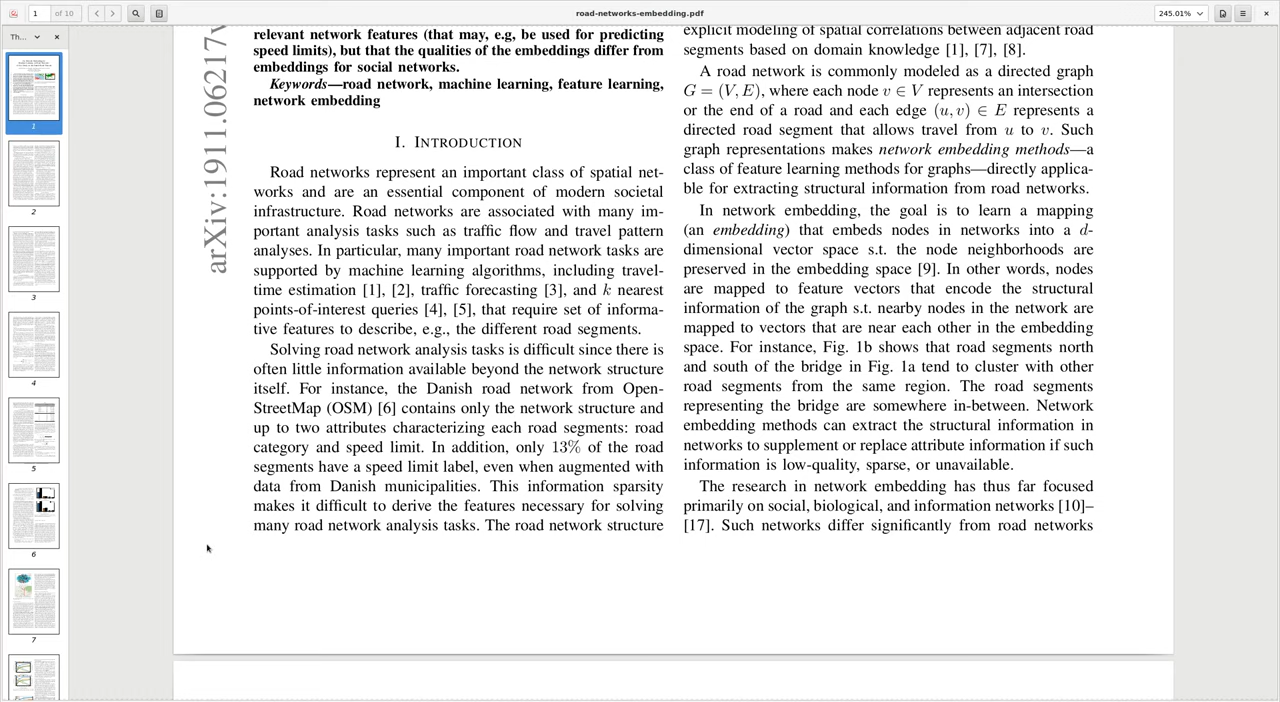 1
of 10
road-networks-embedding.pdf
245.01%
Th...
1
2
3
4
5
6
7
arXiv:1911.06217v
relevant network features (that may, e.g, be used for predicting
speed limits), but that the qualities of the embeddings differ from
embeddings for social networks.
Keywords—road network, machine learning, feature learning,
network embedding
I. INTRODUCTION
Road networks represent an important class of spatial net-
works and are an essential component of modern societal
infrastructure. Road networks are associated with many im-
portant analysis tasks such as traffic flow and travel pattern
analysis. In particular, many important road network tasks are
supported by machine learning algorithms, including travel-
time estimation [1], [2], traffic forecasting [3], and k nearest
points-of-interest queries [4], [5] that require set of informa-
tive features to describe, e.g., the different road segments.
Solving road network analysis tasks is difficult since there is
often little information available beyond the network structure
itself. For instance, the Danish road network from Open-
Streetmap (OSM) [6] contains only the network structure and
up to two attributes characterizing each road segments: road
category and speed limit.
segments have a speed limit label, even when augmented with
data from Danish municipalities. This information sparsity
makes it difficult to derive the features necessary for solving
many road network analysis tasks. The road network structure
explicit modeling of spatial correlations between adjacent road
segments based on domain knowledge [1], [7], [8].
A road network is commonly modeled as a directed graph
G = (V, E), where each node v ∈ V represents an intersection
or the end of a road and each edge (u, v) ∈ E represents a
directed road segment that allows travel from u to v. Such
graph representations makes network embedding methods—a
class of feature learning methods for graphs—directly applica-
ble for extracting structural information from road networks.
In network embedding, the goal is to learn a mapping
(an embedding) that embeds nodes in networks into a d-
dimensional vector space s.t. node neighborhoods are
preserved in the embedding space [9]. In other words, nodes
are mapped to feature vectors that encode the structural
information of the graph s.t. nearby nodes in the network are
mapped to vectors that are near each other in the embedding
space. For instance, Fig. 1b shows that road segments north
and south of the bridge in Fig. 1a tend to cluster with other
road segments from the same region. The road segments
representing the bridge are somewhere in-between. Network
embedding methods can extract the structural information in
networks to supplement or replace attribute information if such
information is low-quality, sparse, or unavailable.
The research in network embedding has thus far focused
primarily on social, biological, and information networks [10]–
[17]. Such networks differ significantly from road networks